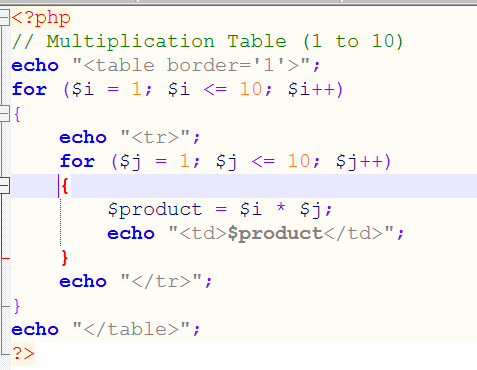 <?php
// Multiplication Table (1 to 10)
echo "<table border='1'>";
for ($i = 1; $i <= 10; $i++)
{
    echo "<tr>";
    for ($j = 1; $j <= 10; $j++)
    {
        $product = $i * $j;
        echo "<td>$product</td>";
    }
    echo "</tr>";
}
echo "</table>";
?>